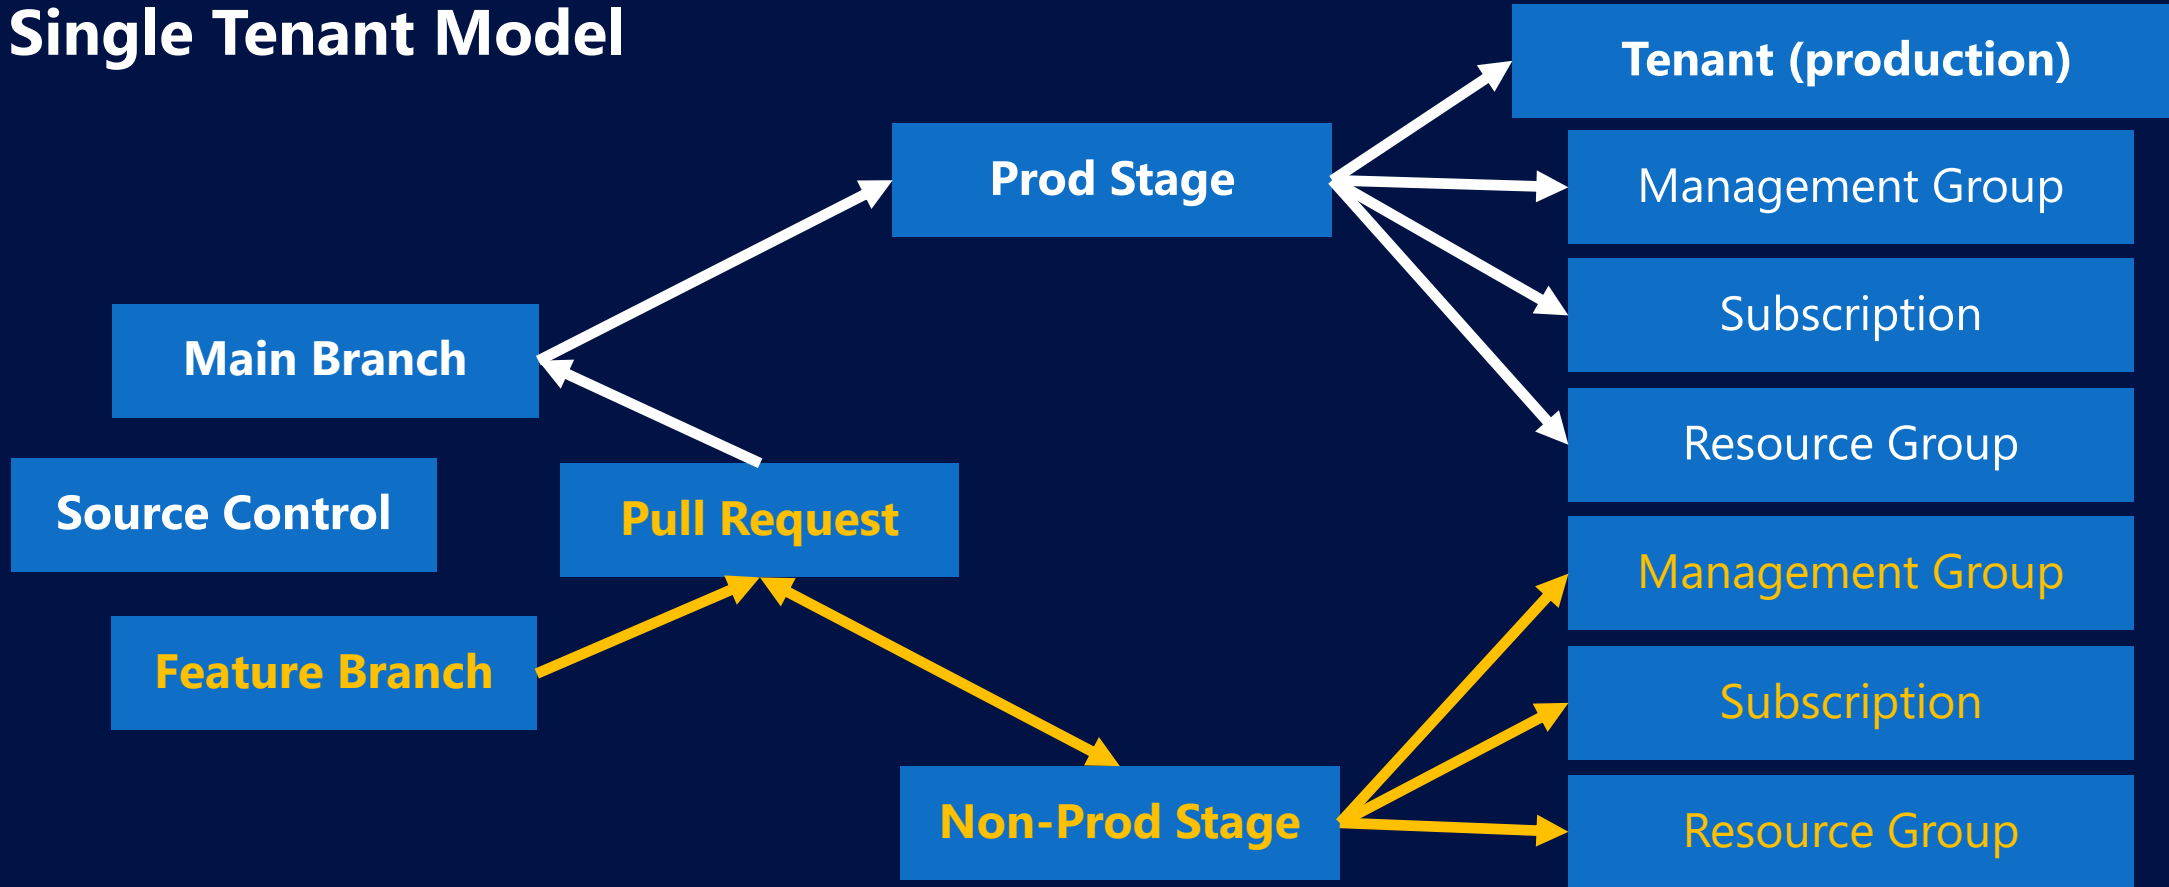 Single Tenant Model
Tenant (production)
Prod Stage
Management Group
Subscription
Main Branch
Resource Group
Source Control
Pull Request
Management Group
Feature Branch
Subscription
Non-Prod Stage
Resource Group